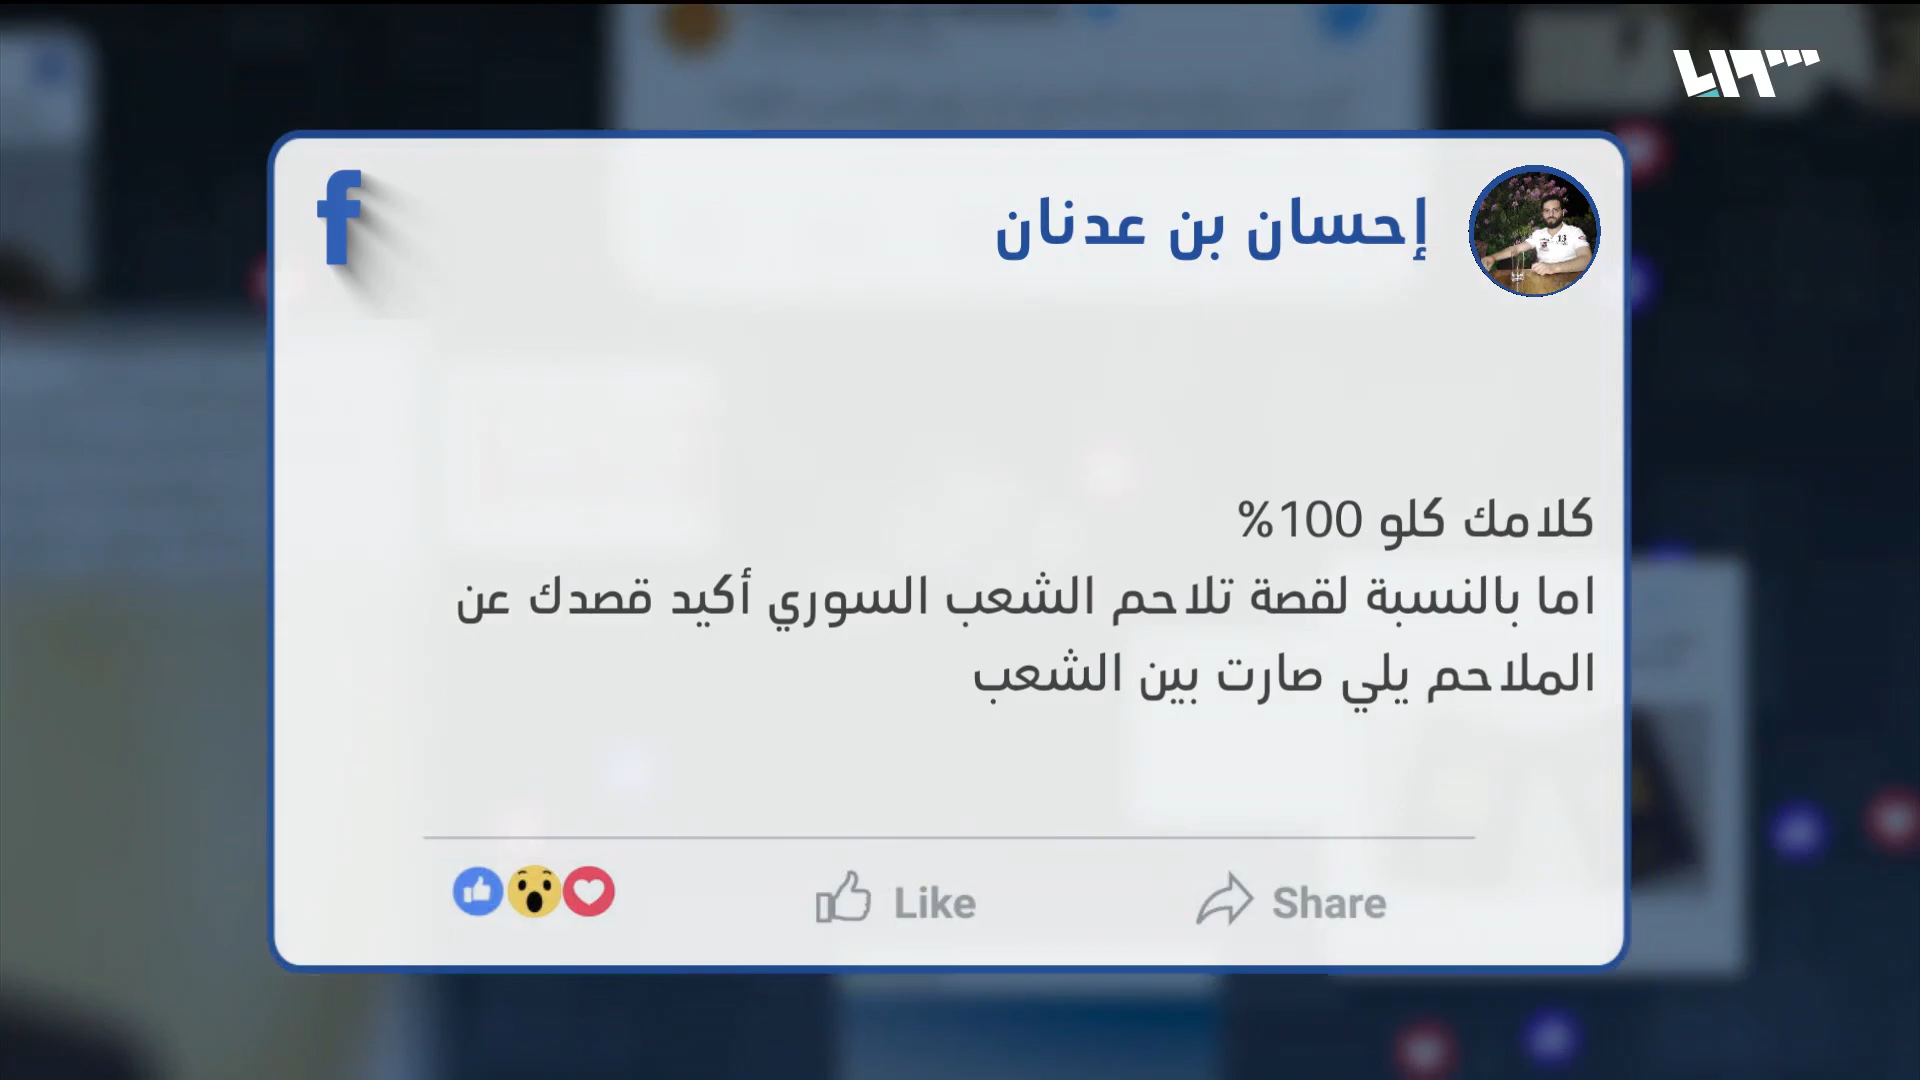 إحسان بن عدنان
كلامك كلو 100%
اما بالنسبة لقصة تلاحم الشعب السوري أكيد قصدك عن
الملاحم يلي صارت بين الشعب
Like
Share